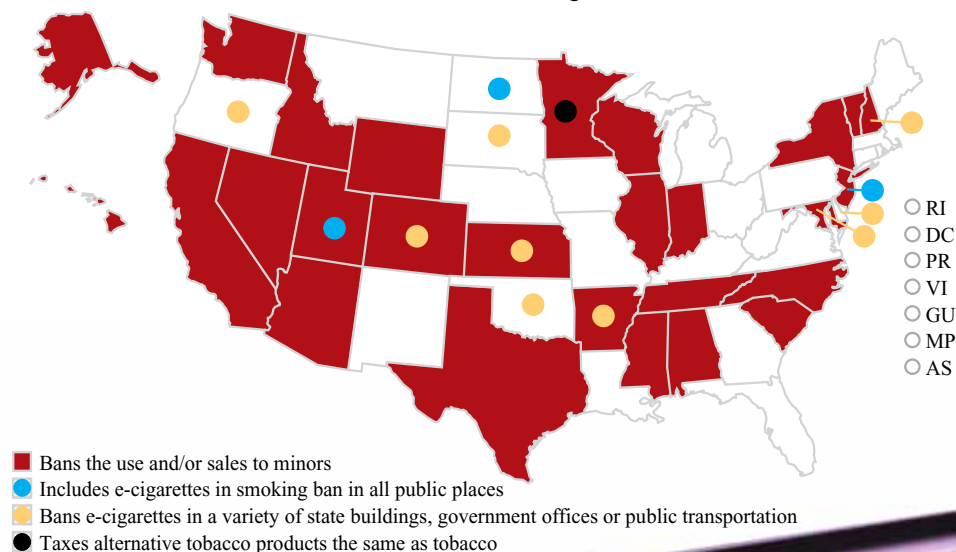 RI
DC
PR
VI
GU
MP
AS
Bans the use and/or sales to minors
Includes e-cigarettes in smoking ban in all public places
Bans e-cigarettes in a variety of state buildings, government offices or public transportation
Taxes alternative tobacco products the same as tobacco